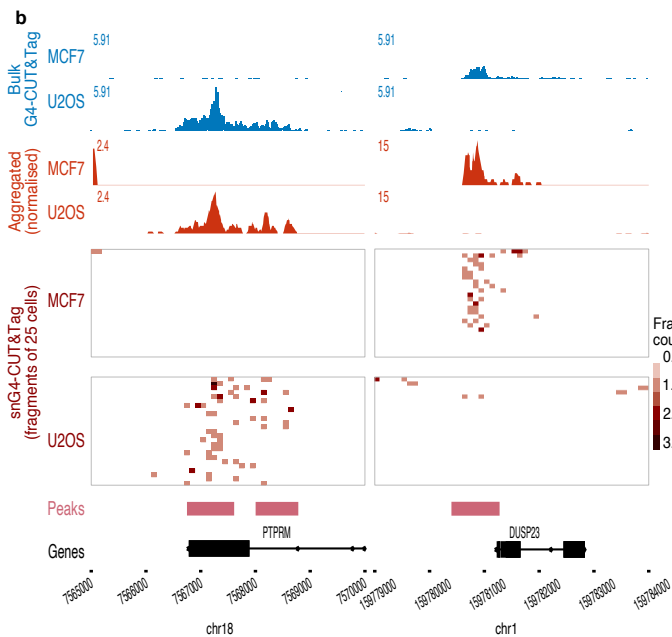 b
Bulk
G4-CUT&Tag
MCF7
5.91
5.91
U2OS
5.91
5.91
Aggregated
(normalised)
MCF7
2.4
15
U2OS
2.4
15
snG4-CUT&Tag
(fragments of 25 cells)
MCF7
U2OS
Fra
cou
0.
1.
2.
3.
Peaks
Genes
PTPRM
DUSP23
7565000
7566000
7567000
7568000
7569000
7570000
159779000
159780000
159781000
159782000
159783000
159784000
chr18
chr1